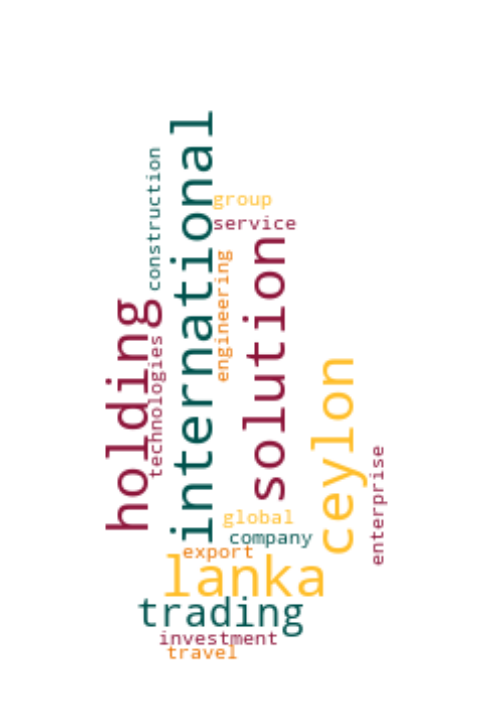 construction
international
group
service
engineering
solution
holding
technologies
ceylon
enterprise
global
company
export
lanka
trading
investment
travel